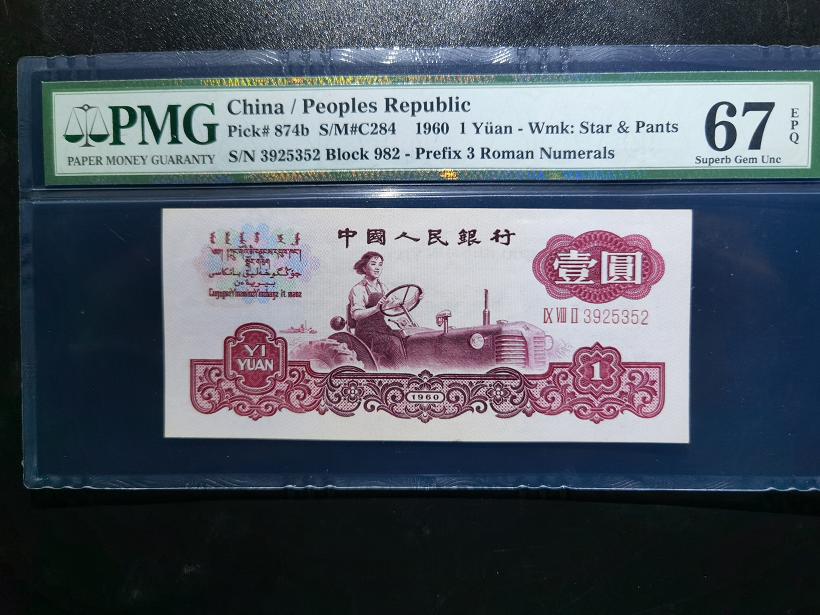 PMG
PAPER MONEY GUARANTY
China / Peoples Republic
Pick# 874b S/M#C284 1960 1 Yüan - Wmk: Star & Pants
S/N 3925352 Block 982 - Prefix 3 Roman Numerals
67
EPQ
Superb Gem Unc
中國人民銀行
壹圓
IX VIII II 3925352
YI
YUAN
1960
1